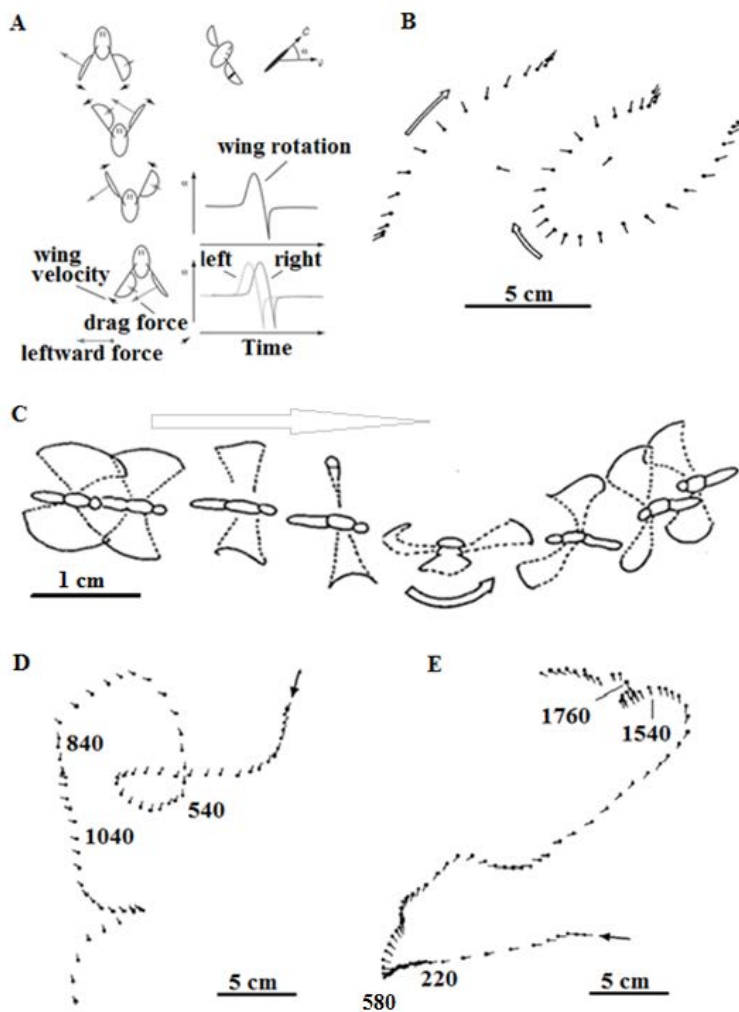 A
B
α
wing rotation
α
wing
velocity
left
right
α
drag force
leftward force
Time
5 cm
C
1 cm
D
E
840
1040
540
5 cm
1760
1540
220
580
5 cm